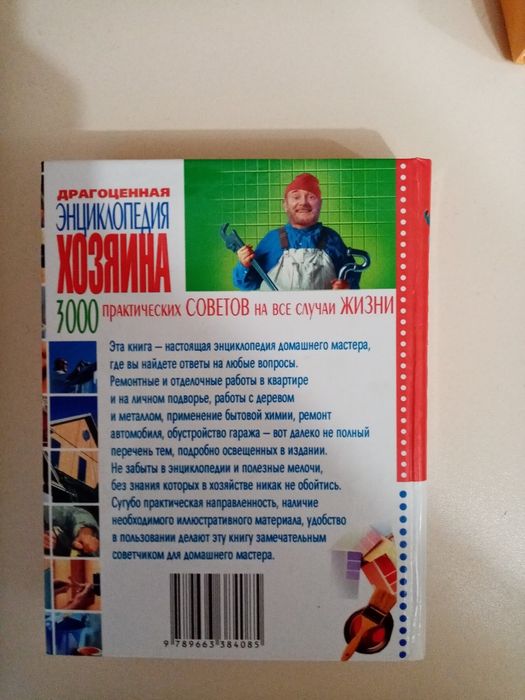 ДРАГОЦЕННАЯ
ЭНЦИКЛОПЕДИЯ
ХОЗЯИНА
3000 ПРАКТИЧЕСКИХ СОВЕТОВ НА ВСЕ СЛУЧАИ ЖИЗНИ
Эта книга — настоящая энциклопедия домашнего мастера,
где вы найдете ответы на любые вопросы.
Ремонтные и отделочные работы в квартире
и на личном подворье, работы с деревом
и металлом, применение бытовой химии, ремонт
автомобиля, обустройство гаража — вот далеко не полный
перечень тем, подробно освещенных в издании.
Не забыты в энциклопедии и полезные мелочи,
без знания которых в хозяйстве никак не обойтись.
Сугубо практическая направленность, наличие
необходимого иллюстративного материала, удобство
в пользовании делают эту книгу замечательным
советчиком для домашнего мастера.
9 789663 384085